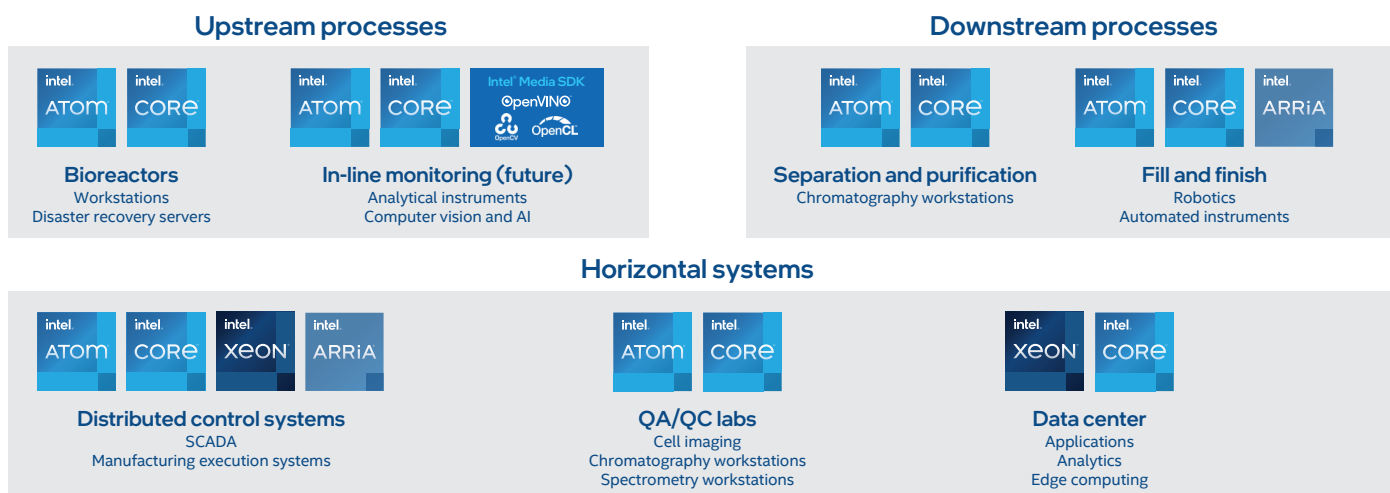 Upstream processes
Downstream processes
intel.
ATOM
intel.
CORE
intel.
ATOM
intel.
CORE
Intel® Media SDK
OpenVINO
OpenCV
OpenCL
Bioreactors
Workstations
Disaster recovery servers
In-line monitoring (future)
Analytical instruments
Computer vision and AI
intel.
ATOM
intel.
CORE
intel.
ATOM
intel.
CORE
intel.
ARRIA
Separation and purification
Chromatography workstations
Fill and finish
Robotics
Automated instruments
Horizontal systems
intel.
ATOM
intel.
CORE
intel.
XEON
intel.
ARRIA
Distributed control systems
SCADA
Manufacturing execution systems
intel.
ATOM
intel.
CORE
QA/QC labs
Cell imaging
Chromatography workstations
Spectrometry workstations
intel.
XEON
intel.
CORE
Data center
Applications
Analytics
Edge computing